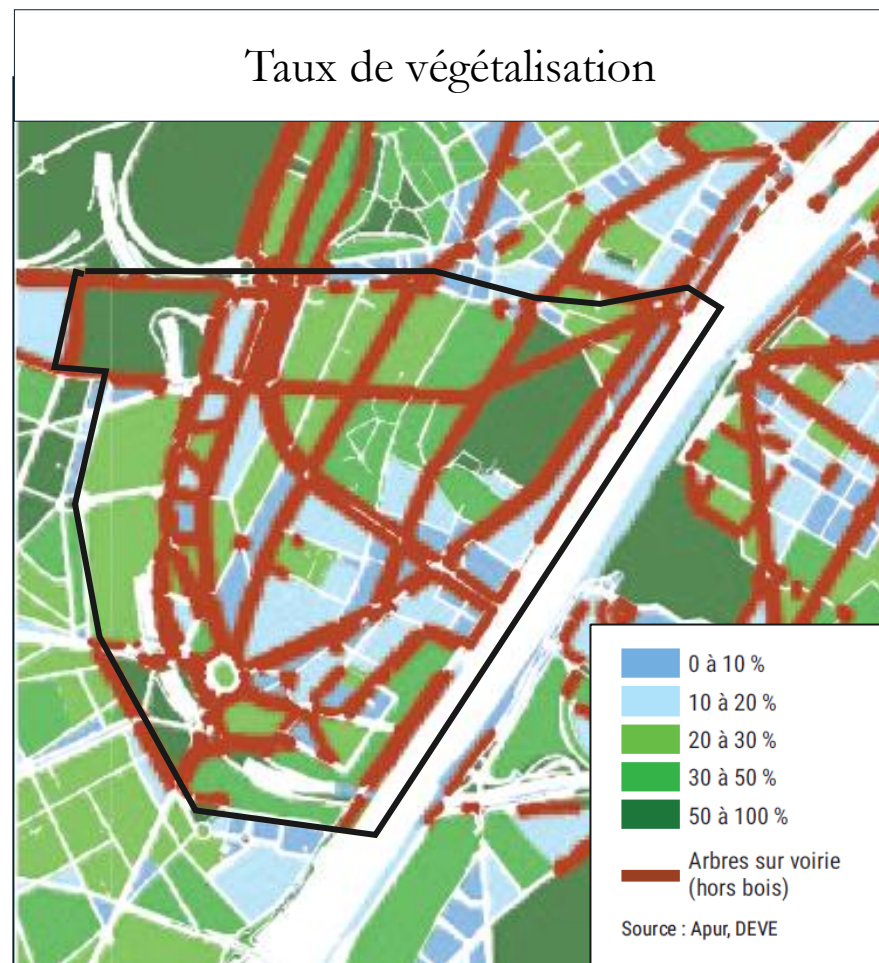 Taux de végétalisation
0 à 10 %
10 à 20 %
20 à 30 %
30 à 50 %
50 à 100 %
Arbres sur voirie
(hors bois)
Source : Apur, DEVE